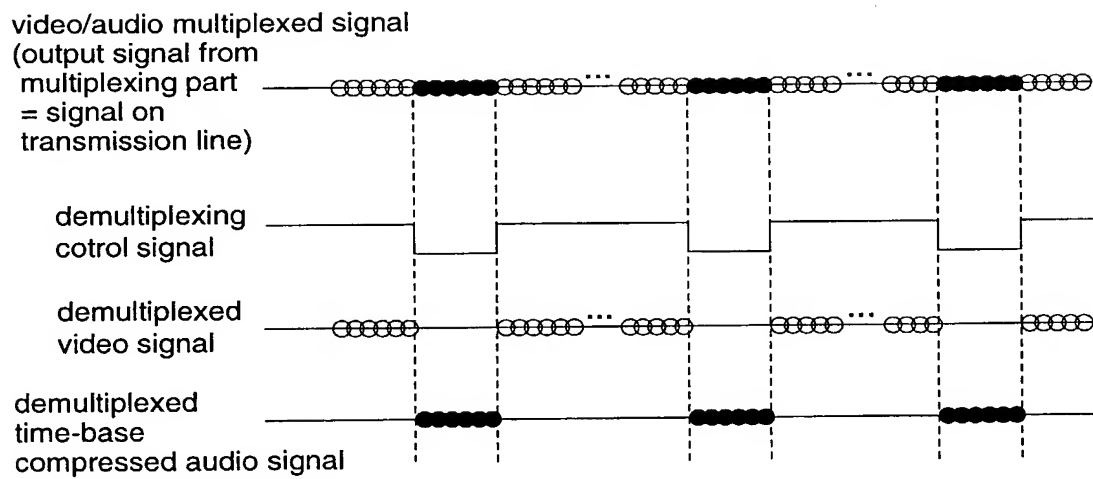 video/audio multiplexed signal
(output signal from
multiplexing part
= signal on
transmission line)
...
...
demultiplexing
cotrol signal
demultiplexed
video signal
...
...
demultiplexed
time-base
compressed audio signal